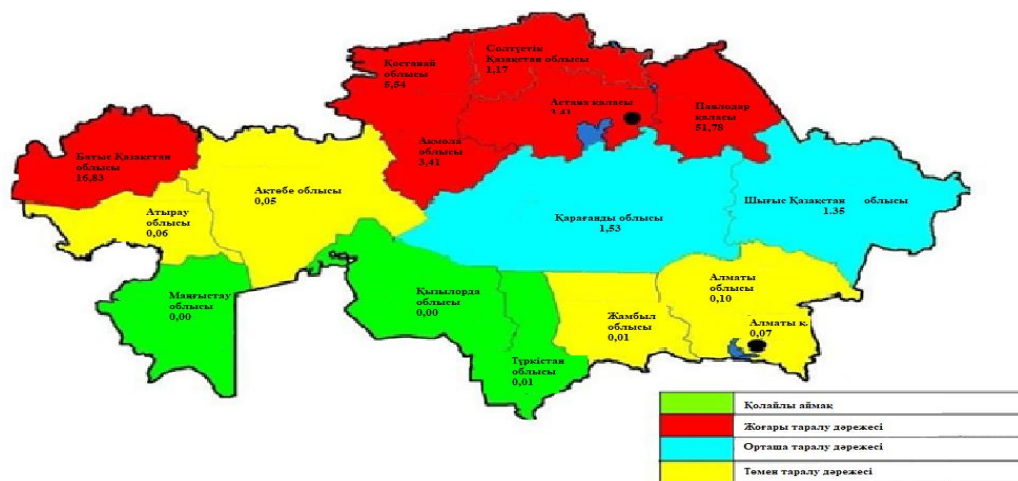 Солтүстік
Қазақстан облысы
1,17
Қостанай
облысы
5,54
Астана қаласы
3,41
Павлодар
қаласы
51,78
Ақмола
облысы
3,41
Батыс Қазақстан
облысы
16,83
Ақтөбе облысы
0,05
Атырау
облысы
0,06
Қарағанды облысы
1,53
Шығыс Қазақстан облысы
1.35
Маңғыстау
облысы
0,00
Қызылорда
облысы
0,00
Түркістан
облысы
0,01
Жамбыл
облысы
0,01
Алматы
облысы
0,10
Алматы қ.
0,07
Қолайлы аймақ
Жоғары таралу дәрежесі
Орташа таралу дәрежесі
Төмен таралу дәрежесі